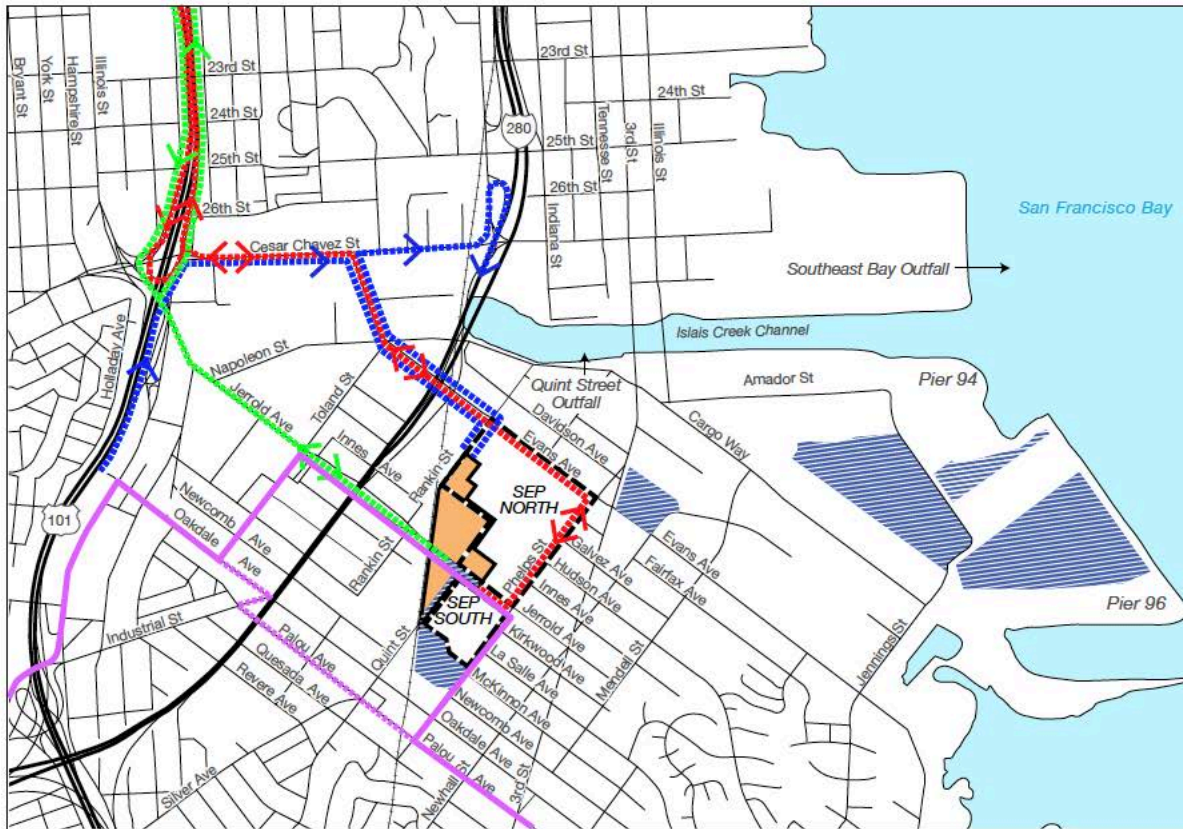 Bryant St
York St
Hampshire St
Illinois St
23rd St
24th St
25th St
26th St
Cesar Chavez St
280
23rd St
24th St
25th St
26th St
Indiana St
Tennesse St
3rd St
Illinois St
San Francisco Bay
Southeast Bay Outfall
Islais Creek Channel
Quint Street
Outfall
Amador St
Pier 94
Cargo Way
Holladay Ave
Napoleon St
Jerrold Ave
Toland St
Innes Ave
Rankin St
Davidson Ave
Evans Ave
SEP
NORTH
101
Newcomb Ave
Oakdale Ave
Rankin St
Phelps St
Galvez Ave
Hudson Ave
Innes Ave
Jerrold Ave
Kirkwood Ave
La Salle Ave
McKinnon Ave
Newcomb Ave
Oakdale Ave
Palou Ave
Evans Ave
Fairfax Ave
SEP
SOUTH
Industrial St
Palou Ave
Quesada Ave
Revere Ave
Quint St
Mendell St
Jennings St
Pier 96
Silver Ave
Newhall St
3rd St